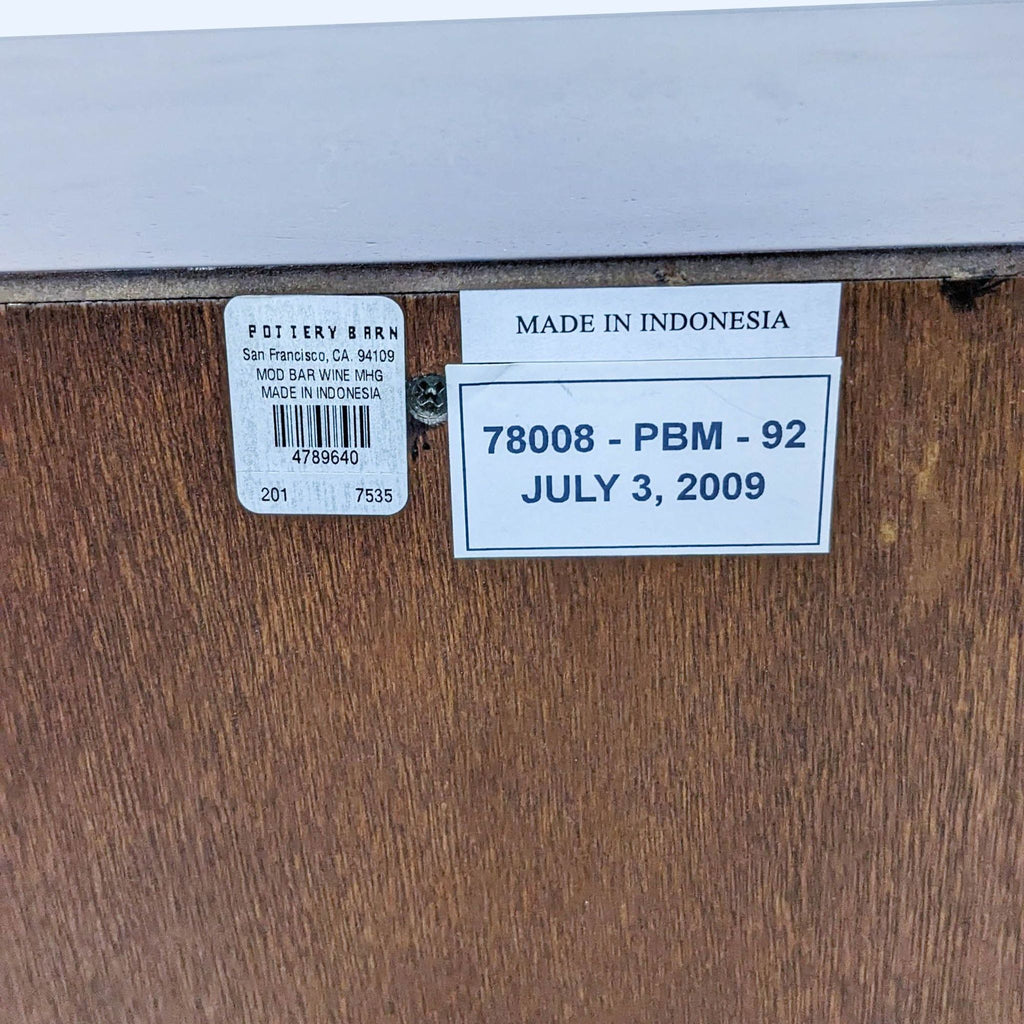 POTTERY BARN
San Francisco, CA. 94109
MOD BAR WINE MHG
MADE IN INDONESIA
4789640
201 7535
MADE IN INDONESIA
78008 - PBM - 92
JULY 3, 2009